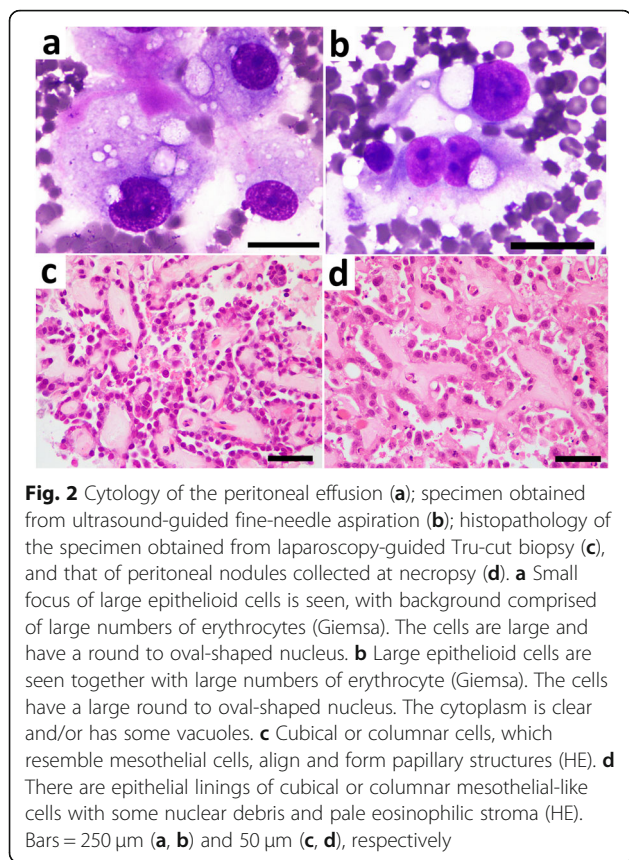 a
b
c
d
Fig. 2 Cytology of the peritoneal effusion (a); specimen obtained
from ultrasound-guided fine-needle aspiration (b); histopathology of
the specimen obtained from laparoscopy-guided Tru-cut biopsy (c),
and that of peritoneal nodules collected at necropsy (d). a Small
focus of large epithelioid cells is seen, with background comprised
of large numbers of erythrocytes (Giemsa). The cells are large and
have a round to oval-shaped nucleus. b Large epithelioid cells are
seen together with large numbers of erythrocyte (Giemsa). The cells
have a large round to oval-shaped nucleus. The cytoplasm is clear
and/or has some vacuoles. c Cubical or columnar cells, which
resemble mesothelial cells, align and form papillary structures (HE). d
There are epithelial linings of cubical or columnar mesothelial-like
cells with some nuclear debris and pale eosinophilic stroma (HE).
Bars = 250 μm (a, b) and 50 μm (c, d), respectively